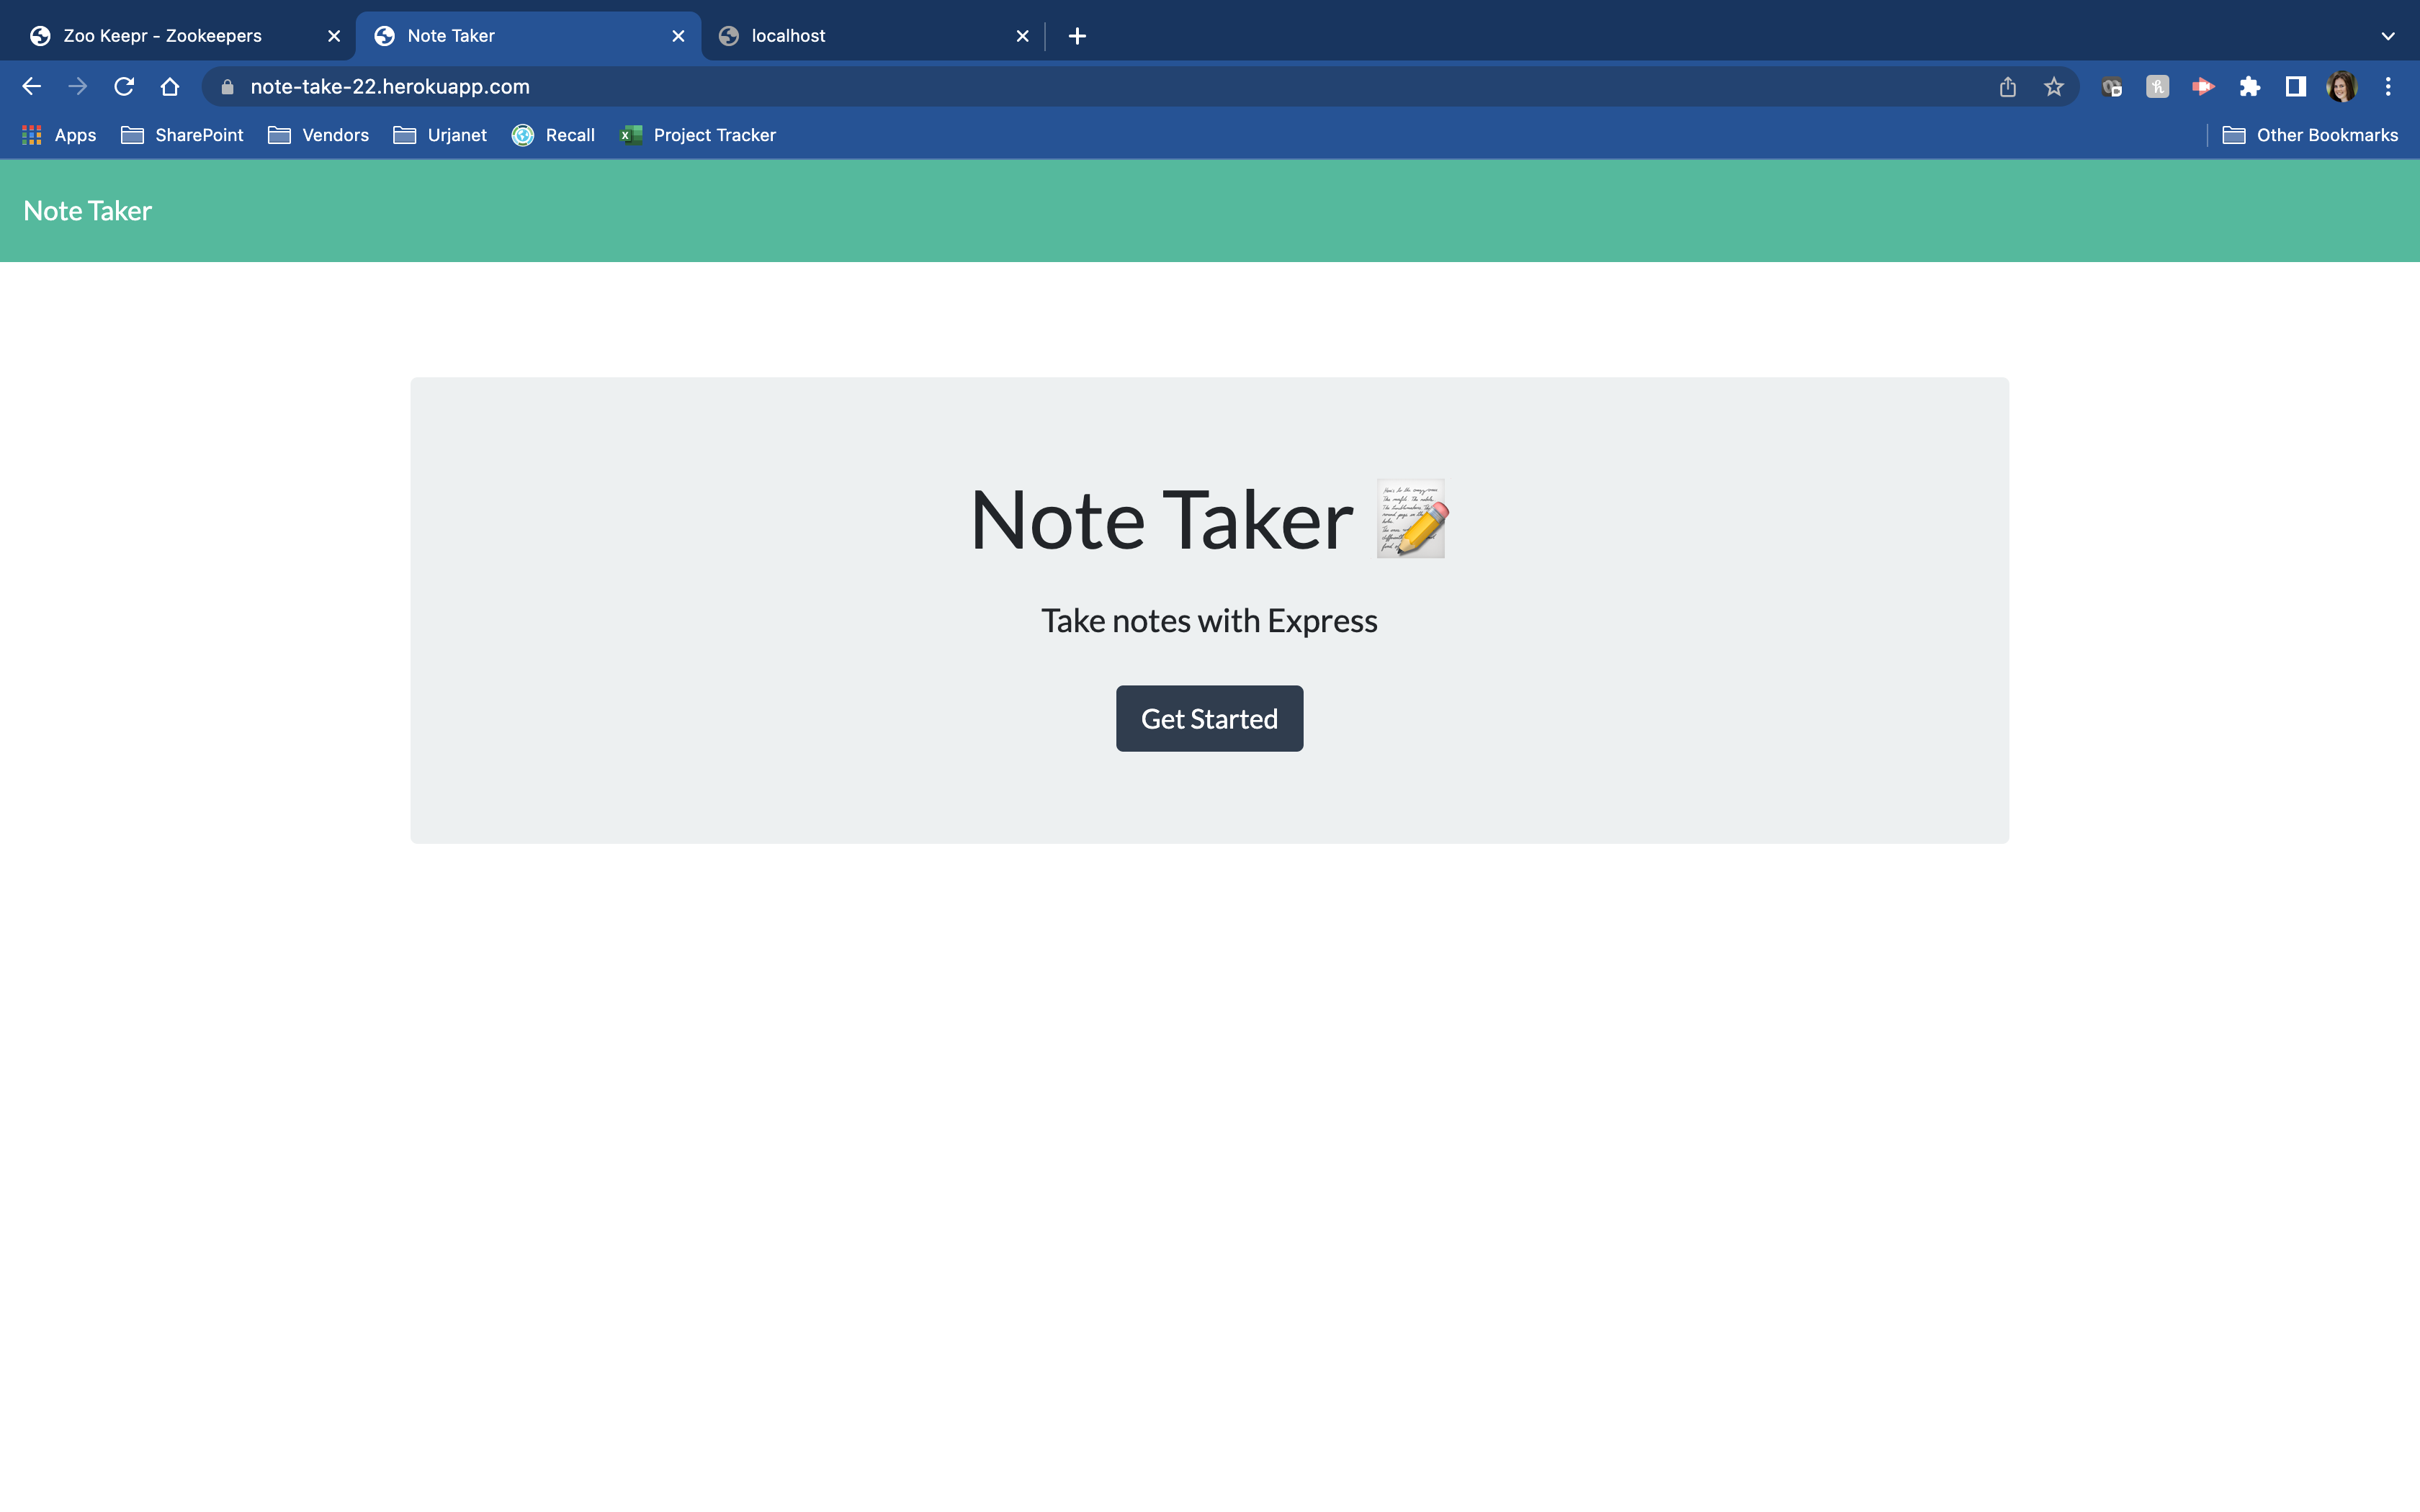 Zoo Keepr - Zookeepers
Note Taker
localhost
note-take-22.herokuapp.com
Apps
SharePoint
Vendors
Urjanet
Recall
Project Tracker
Other Bookmarks
Note Taker
Note Taker
Take notes with Express
Get Started